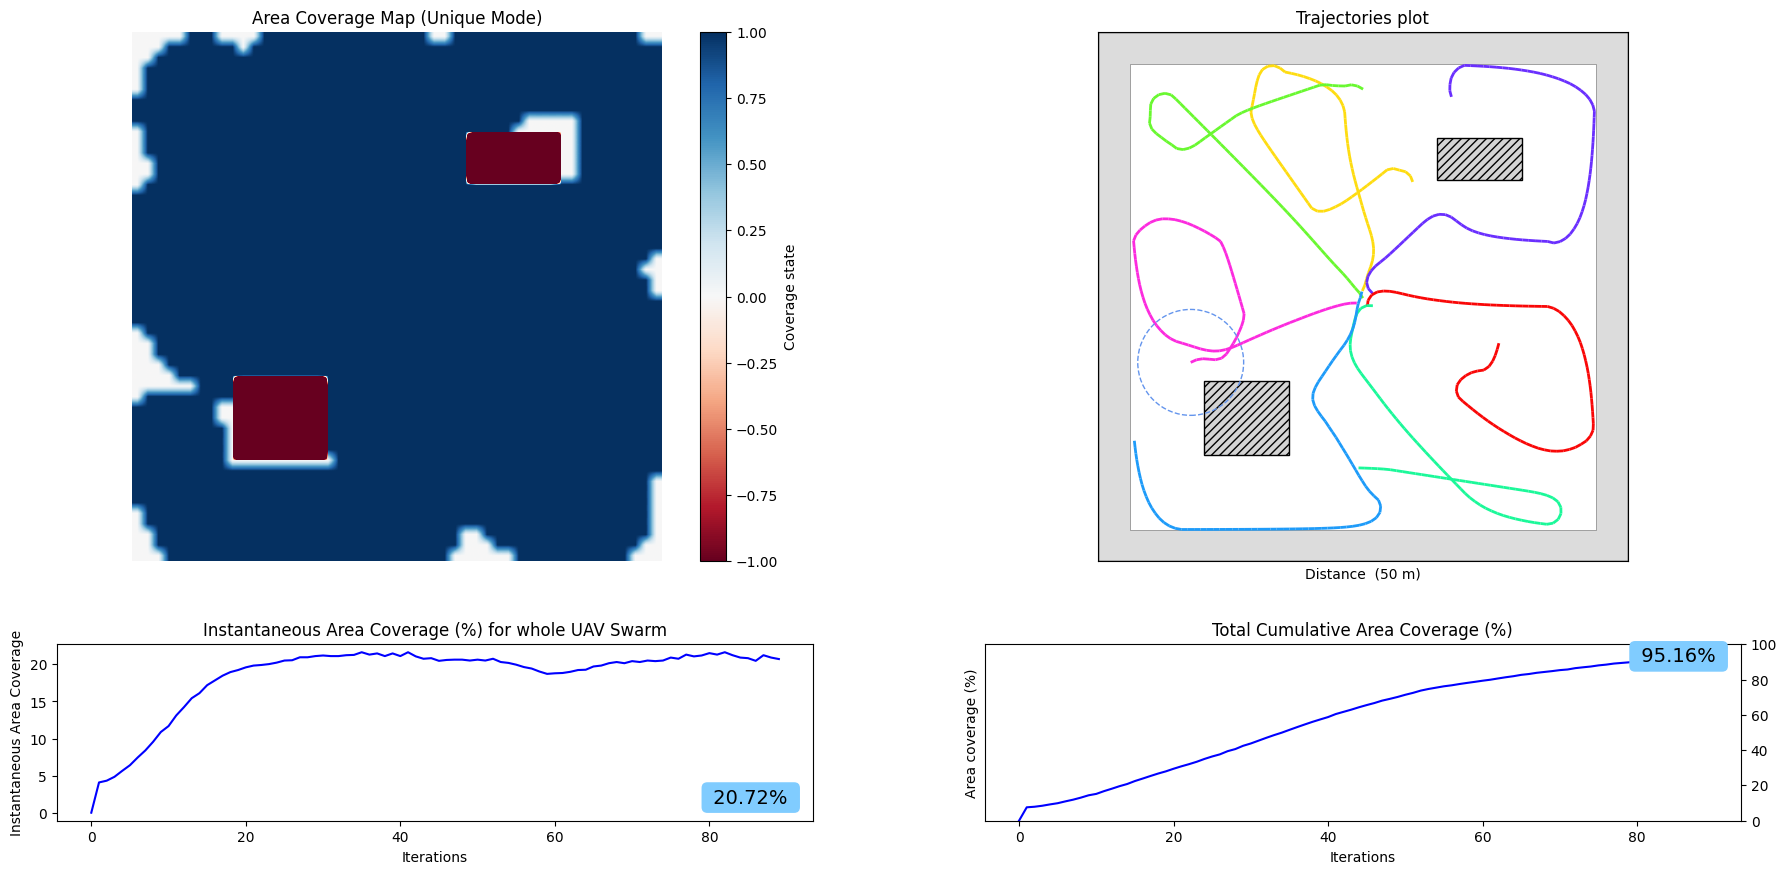 Area Coverage Map (Unique Mode)
1.00
0.75
0.50
0.25
0.00
−0.25
−0.50
−0.75
−1.00
Coverage state
Trajectories plot
Distance  (50 m)
Instantaneous Area Coverage (%) for whole UAV Swarm
Instantaneous Area Coverage
20
15
10
5
0
20.72%
0 20 40 60 80
Iterations
Total Cumulative Area Coverage (%)
Area coverage (%)
95.16%
100
80
60
40
20
0
0 20 40 60 80
Iterations